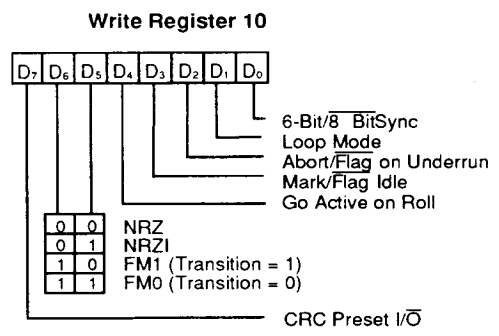 Write Register 10
D7 D6 D5 D4 D3 D2 D1 D0
6-Bit/8 BitSync
Loop Mode
Abort/Flag on Underrun
Mark/Flag Idle
Go Active on Roll
0 0 NRZ
0 1 NRZI
1 0 FM1 (Transition = 1)
1 1 FM0 (Transition = 0)
CRC Preset I/O